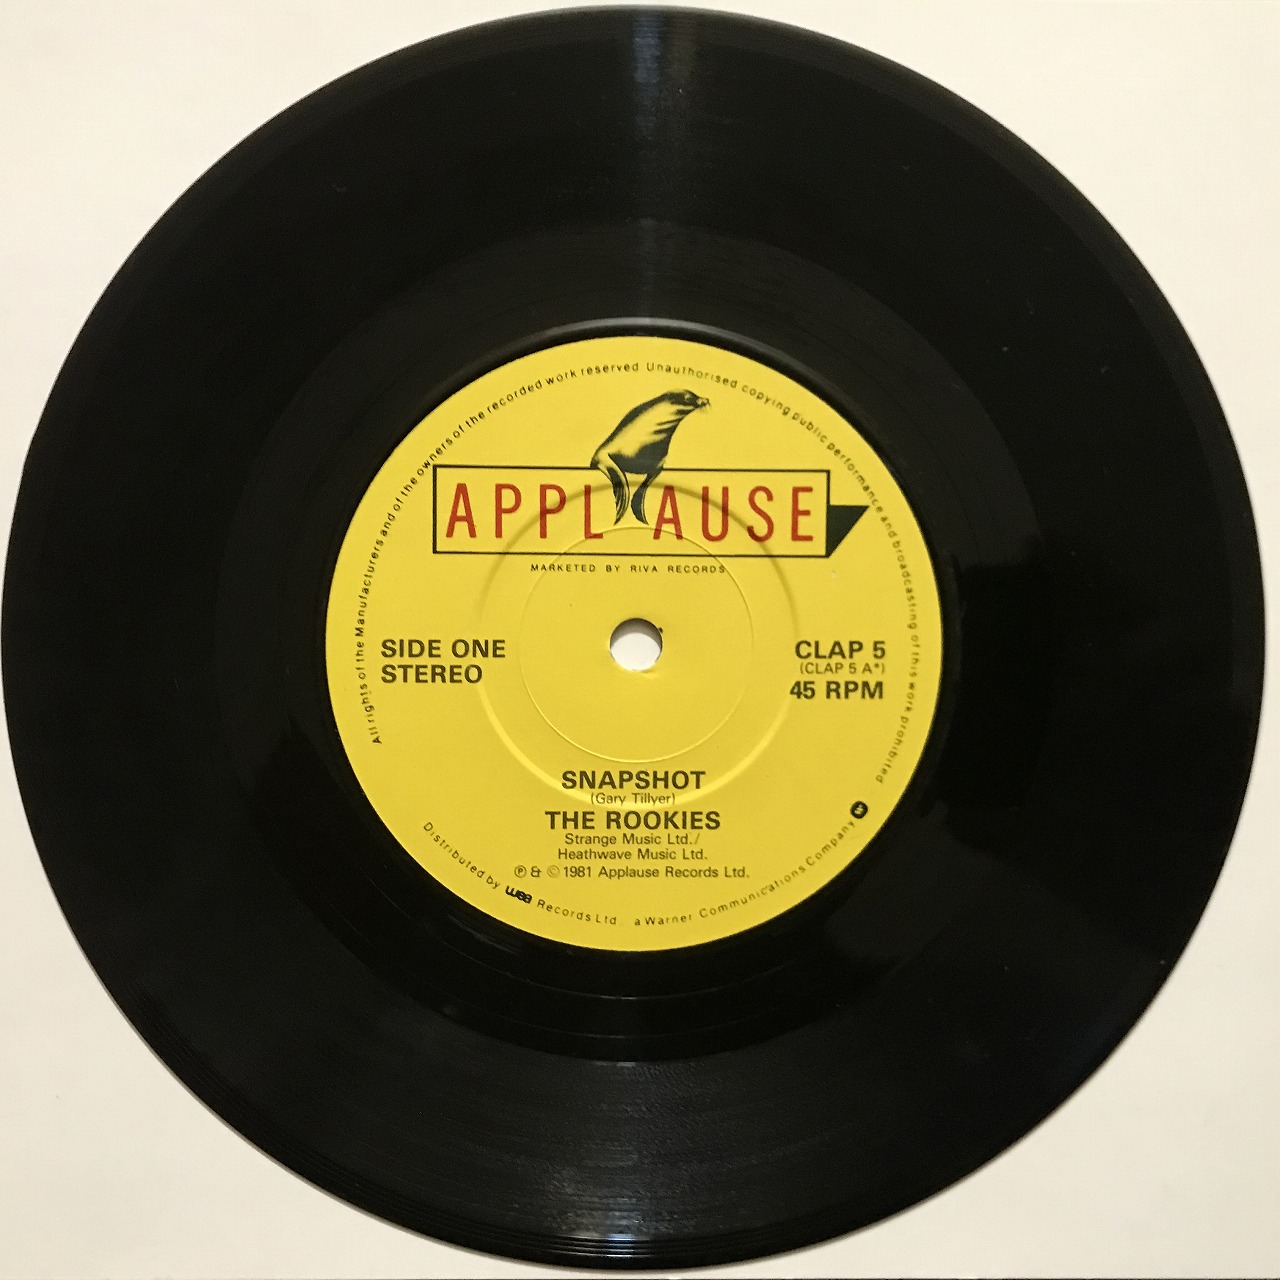 All rights of the Manufacturers and of the owners of the recorded work reserved Unauthorised copying public performance and broadcasting of this work prohibited
APPLAUSE
MARKETED BY RIVA RECORDS
SIDE ONE
STEREO
CLAP 5
(CLAP 5 A*)
45 RPM
SNAPSHOT
(Gary Tillyer)
THE ROOKIES
Strange Music Ltd./
Heathwave Music Ltd.
℗ & © 1981 Applause Records Ltd.
Distributed by wea Records Ltd. a Warner Communications Company